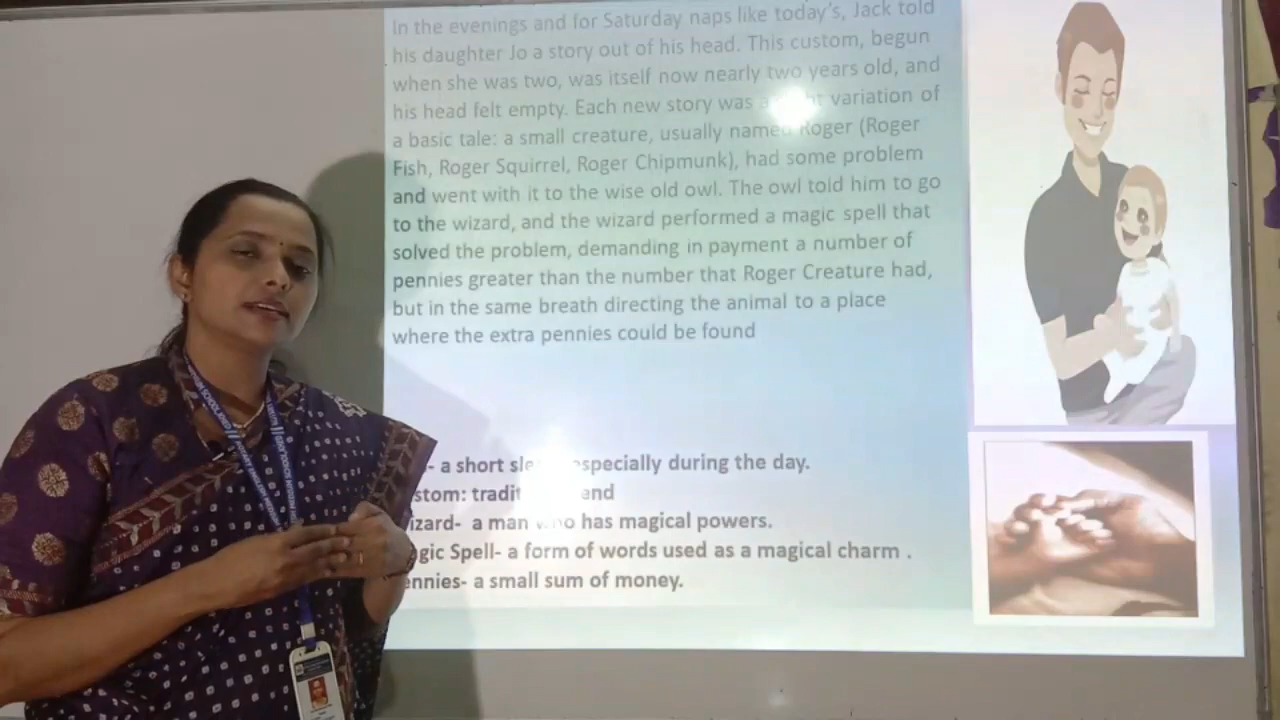 In the evenings and for Saturday naps like today's, Jack told
his daughter Jo a story out of his head. This custom, begun
when she was two, was itself now nearly two years old, and
his head felt empty. Each new story was a variation of
a basic tale: a small creature, usually named Roger (Roger
Fish, Roger Squirrel, Roger Chipmunk), had some problem
and went with it to the wise old owl. The owl told him to go
to the wizard, and the wizard performed a magic spell that
solved the problem, demanding in payment a number of
pennies greater than the number that Roger Creature had,
but in the same breath directing the animal to a place
where the extra pennies could be found
- a short especially during the day.
stom: and
izard- a man who has magical powers.
gic Spell- a form of words used as a magical charm .
ennies- a small sum of money.